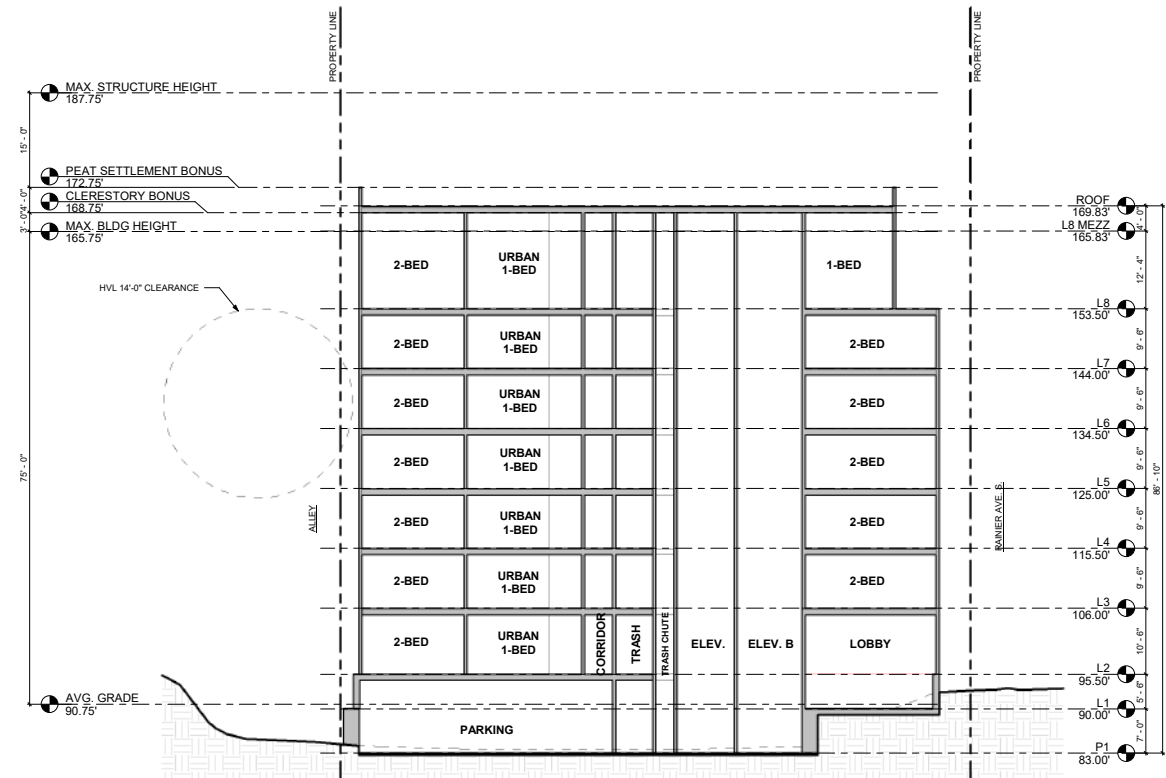 PROPERTY LINE
PROPERTY LINE
MAX. STRUCTURE HEIGHT
187.75'
15' - 0"
PEAT SETTLEMENT BONUS
172.75'
4' - 0"
CLERESTORY BONUS
168.75'
3' - 0"
MAX. BLDG HEIGHT
165.75'
ROOF
169.83'
4' - 0"
L8 MEZZ
165.83'
12' - 4"
2-BED
URBAN
1-BED
1-BED
HVL 14'-0" CLEARANCE
L8
153.50'
9' - 6"
2-BED
URBAN
1-BED
2-BED
L7
144.00'
9' - 6"
2-BED
URBAN
1-BED
2-BED
L6
134.50'
9' - 6"
2-BED
URBAN
1-BED
2-BED
75' - 0"
86' - 10"
L5
125.00'
9' - 6"
ALLEY
2-BED
URBAN
1-BED
2-BED
RAINIER AVE. S.
L4
115.50'
9' - 6"
2-BED
URBAN
1-BED
2-BED
L3
106.00'
10' - 6"
2-BED
URBAN
1-BED
CORRIDOR
TRASH
TRASH CHUTE
ELEV.
ELEV. B
LOBBY
L2
95.50'
5' - 6"
AVG. GRADE
90.75'
L1
90.00'
7' - 0"
PARKING
P1
83.00'